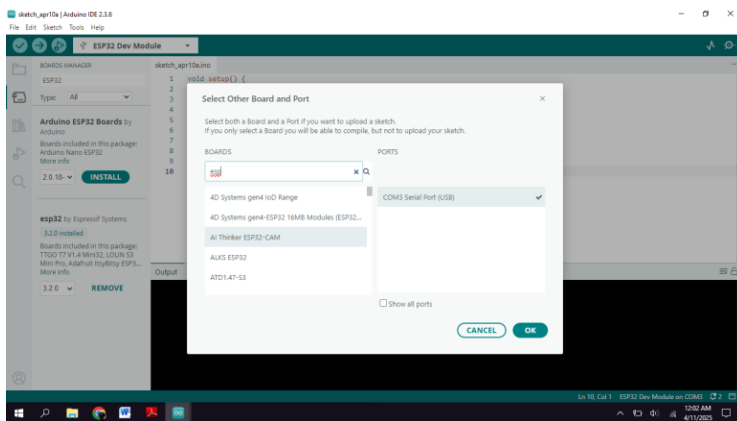 sketch_apr10a | Arduino IDE 2.3.6
File Edit Sketch Tools Help
ESP32 Dev Module
BOARDS MANAGER
ESP32
Type: All
Arduino ESP32 Boards by
Arduino
Boards included in this package:
Arduino Nano ESP32
More info
2.0.18-
INSTALL
esp32 by Espressif Systems
3.2.0 installed
Boards included in this package:
TTGO T7 V1.4 Mini32, LOLIN S3
Mini Pro, Adafruit ItsyBitsy ESP3...
More info
3.2.0
REMOVE
sketch_apr10a.ino
1 void setup() {
2
3
4
5
6
7
8
9
10
Output
Select Other Board and Port
Select both a Board and a Port if you want to upload a sketch.
If you only select a Board you will be able to compile, but not to upload your sketch.
BOARDS
esp
4D Systems gen4 IoD Range
4D Systems gen4-ESP32 16MB Modules (ESP32...
AI Thinker ESP32-CAM
ALKS ESP32
ATD1.47-S3
PORTS
COM3 Serial Port (USB)
Show all ports
CANCEL
OK
Ln 10, Col 1 ESP32 Dev Module on COM3 2
12:02 AM
4/11/2025